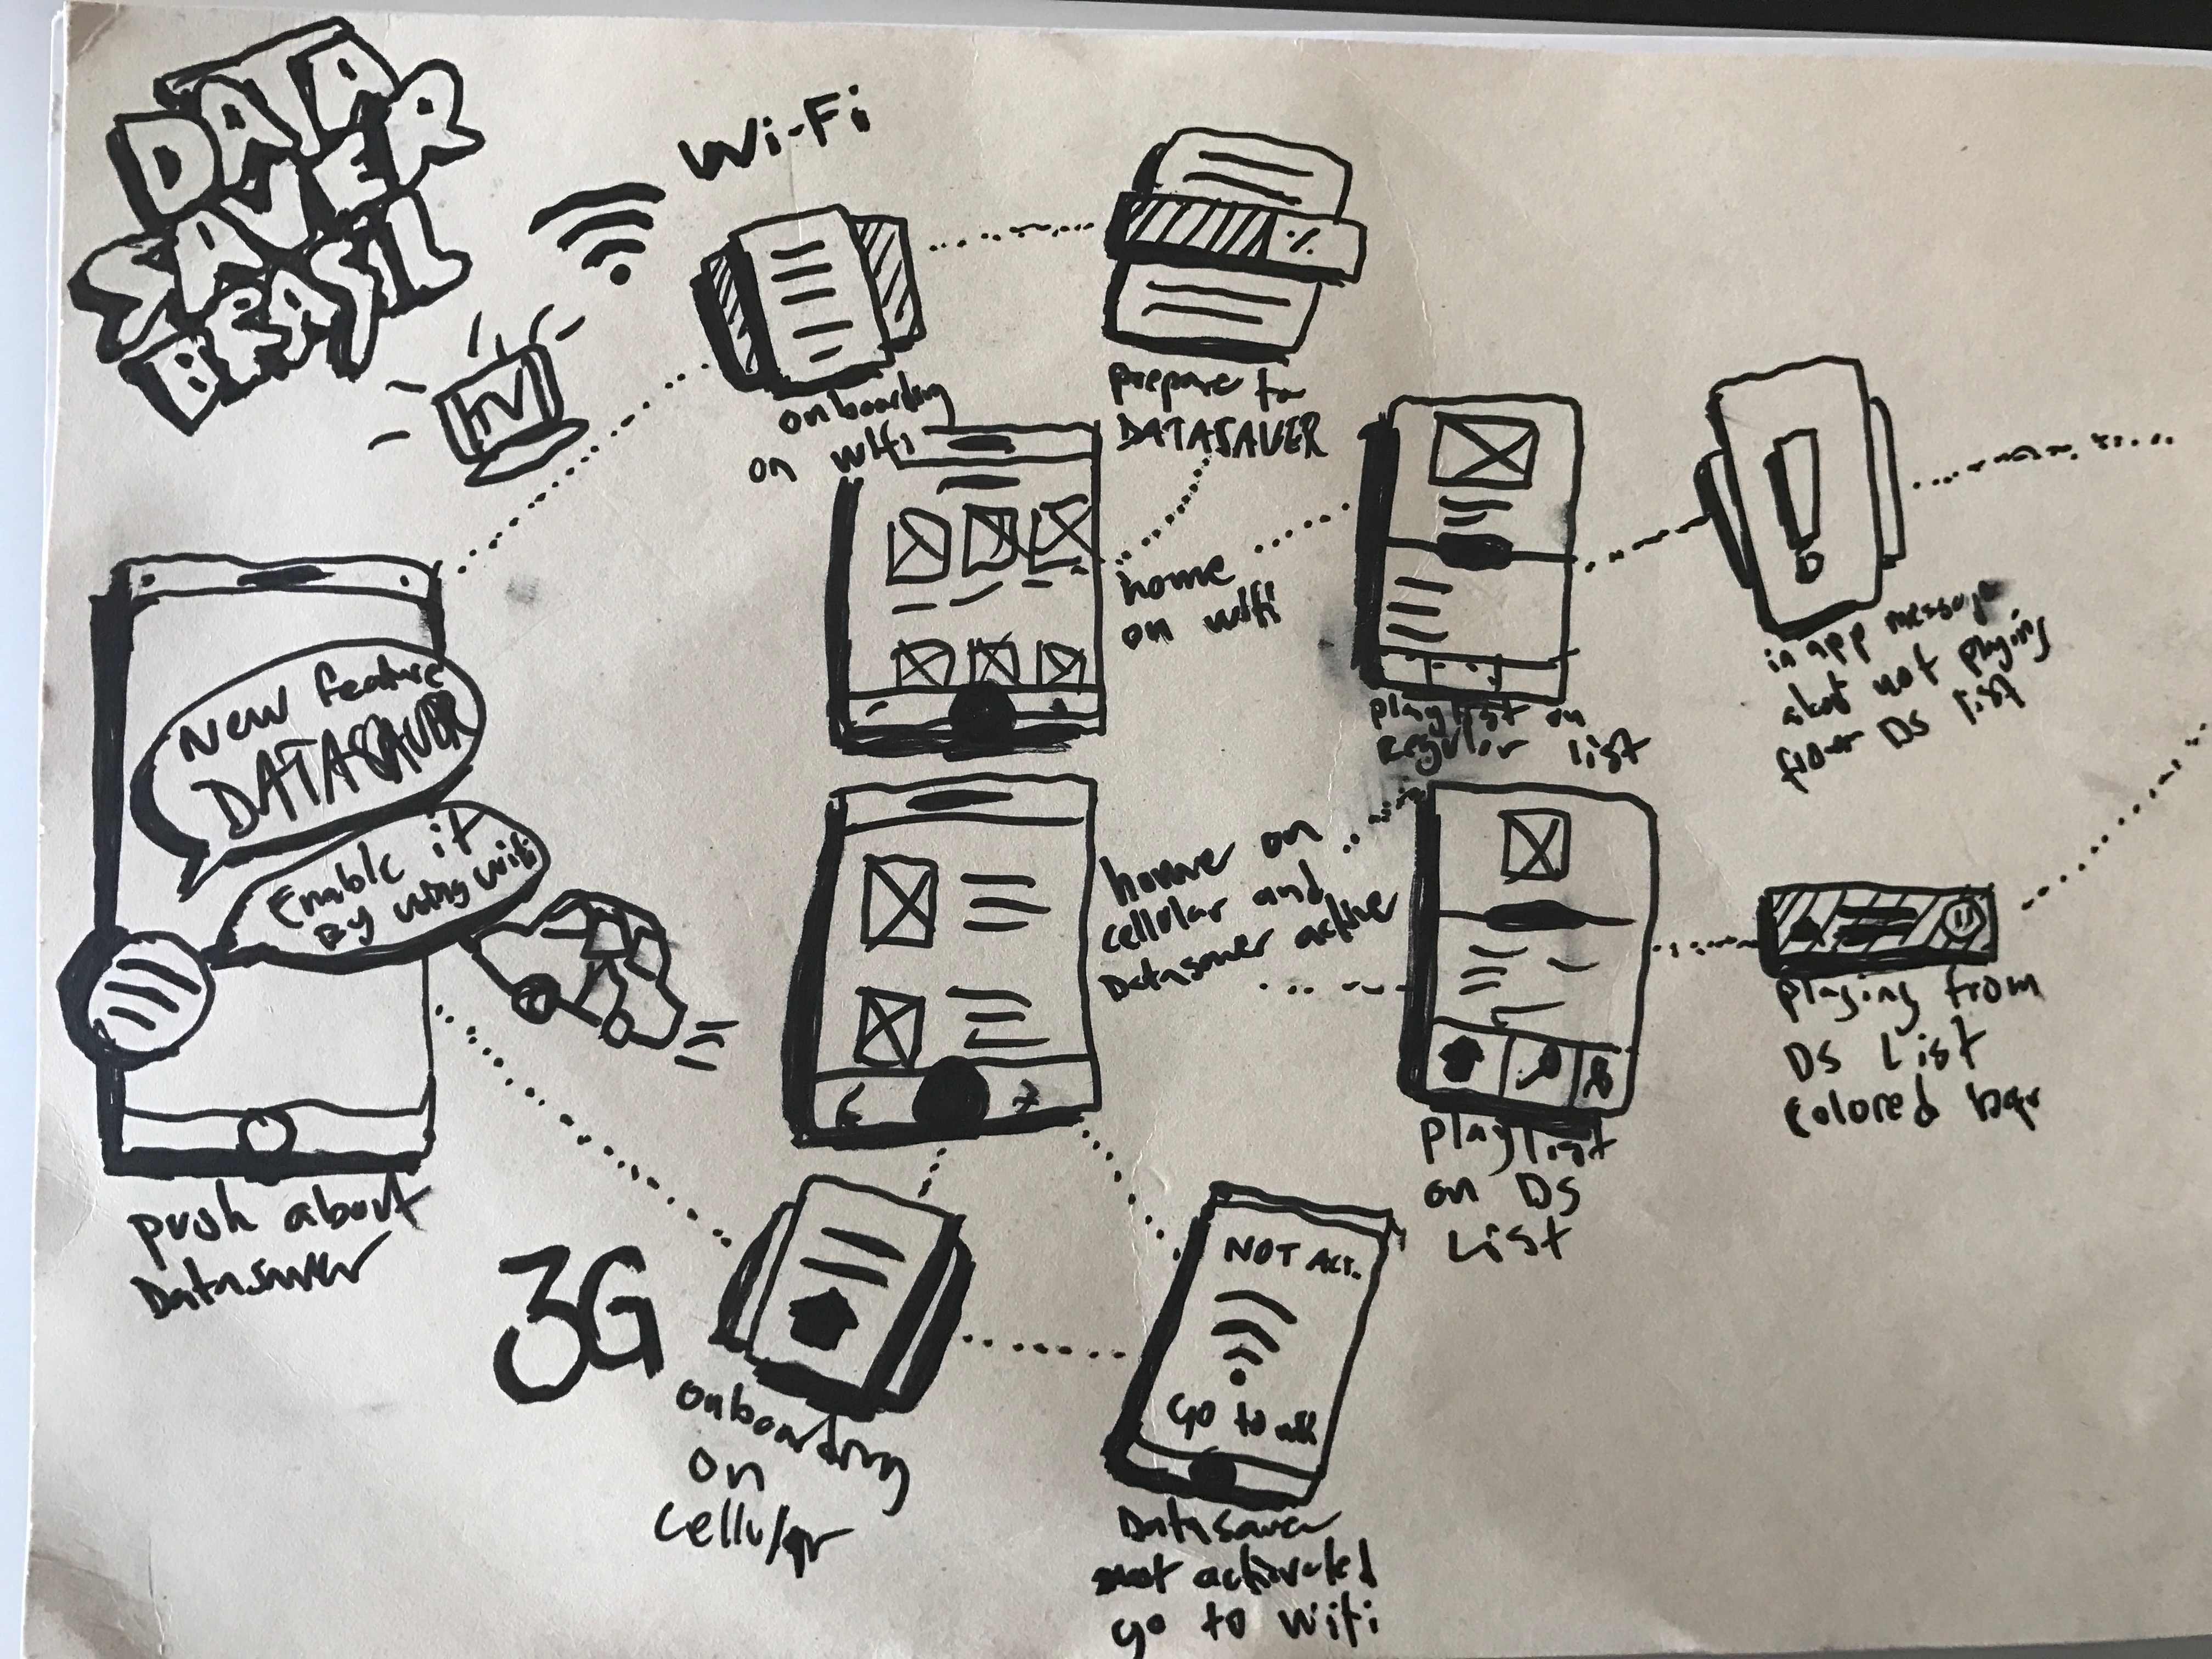 DATA
SAVER
BRASIL
Wi-Fi
TV
onboarding
on wifi
prepare to
DATASAVER
home
on wifi
playlist on
Regular list
in app message
not playing
from DS list
New feature
DATASAVER
Enable it
By using wifi
push about
Datasaver
home on
cellular and
Datasaver active
playlist
on DS
List
playing from
DS List
colored bar
3G
onboarding
on
cellular
NOT ACT.
Go to wifi
Datasaver
not activated
go to wifi